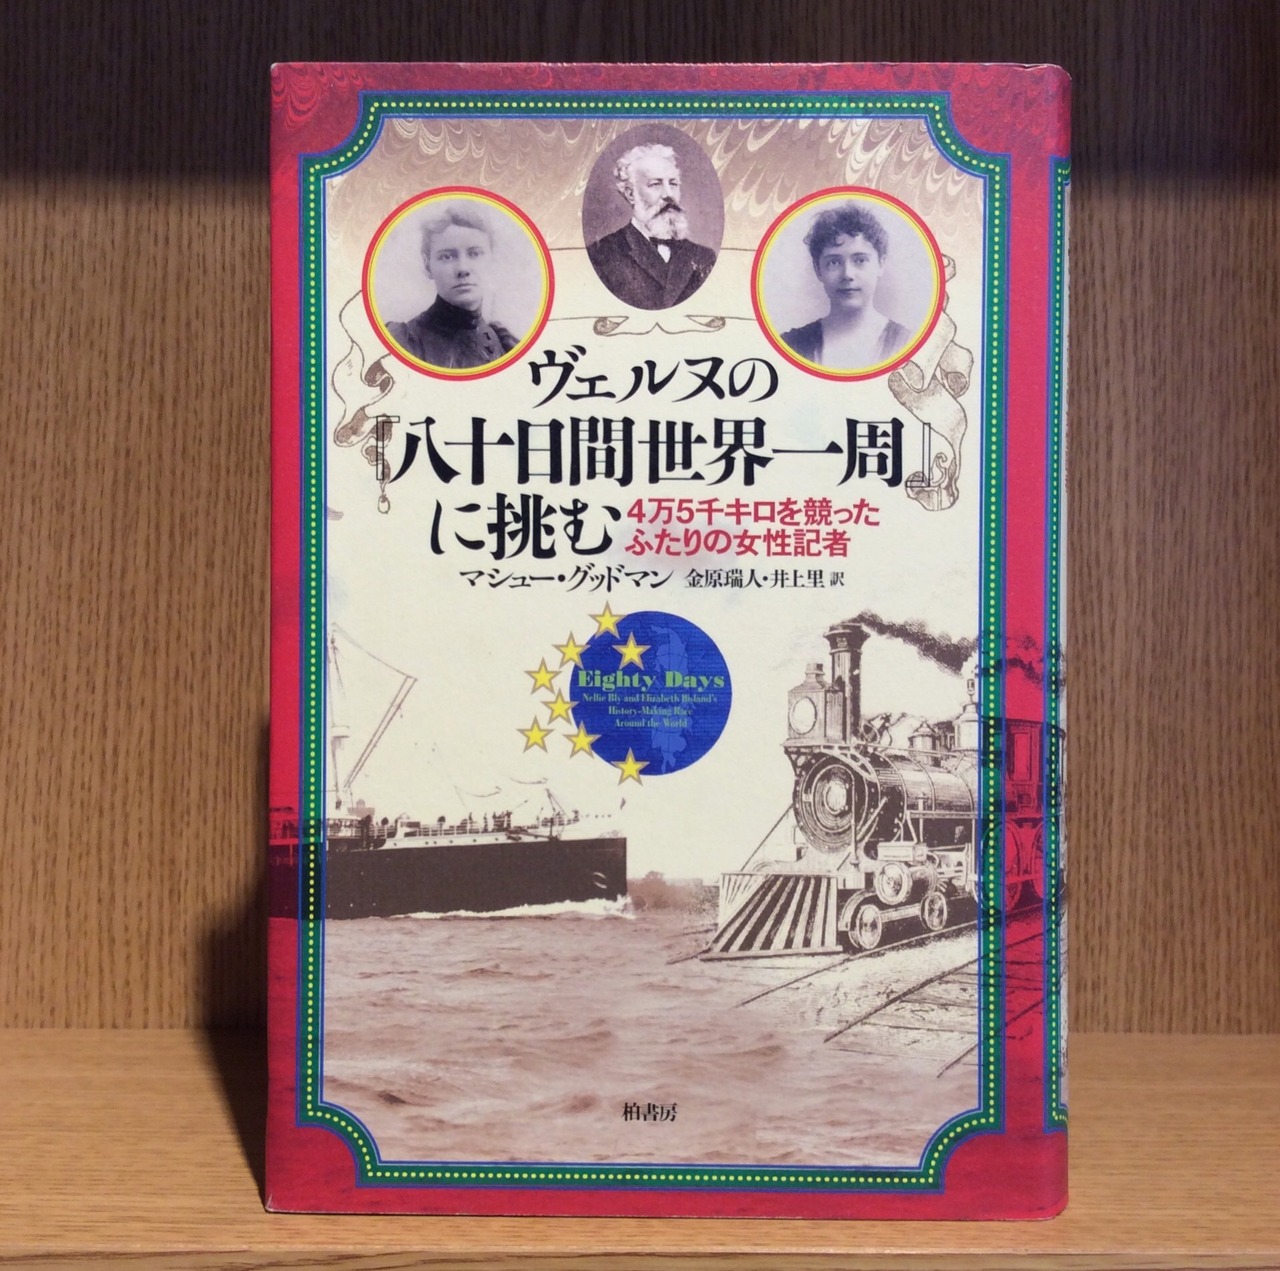 ヴェルヌの
『八十日間世界一周』
に挑む
4万5千キロを競った
ふたりの女性記者
マシュー・グッドマン 金原瑞人・井上里 訳
Eighty Days
Nellie Bly and Elizabeth Bisland's
History-Making Race
Around the World
柏書房